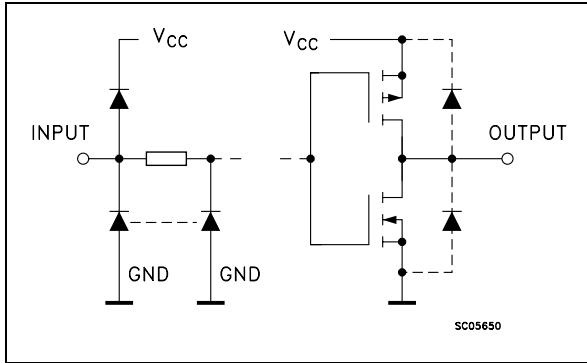 VCC
VCC
INPUT
OUTPUT
GND
GND
SC05650